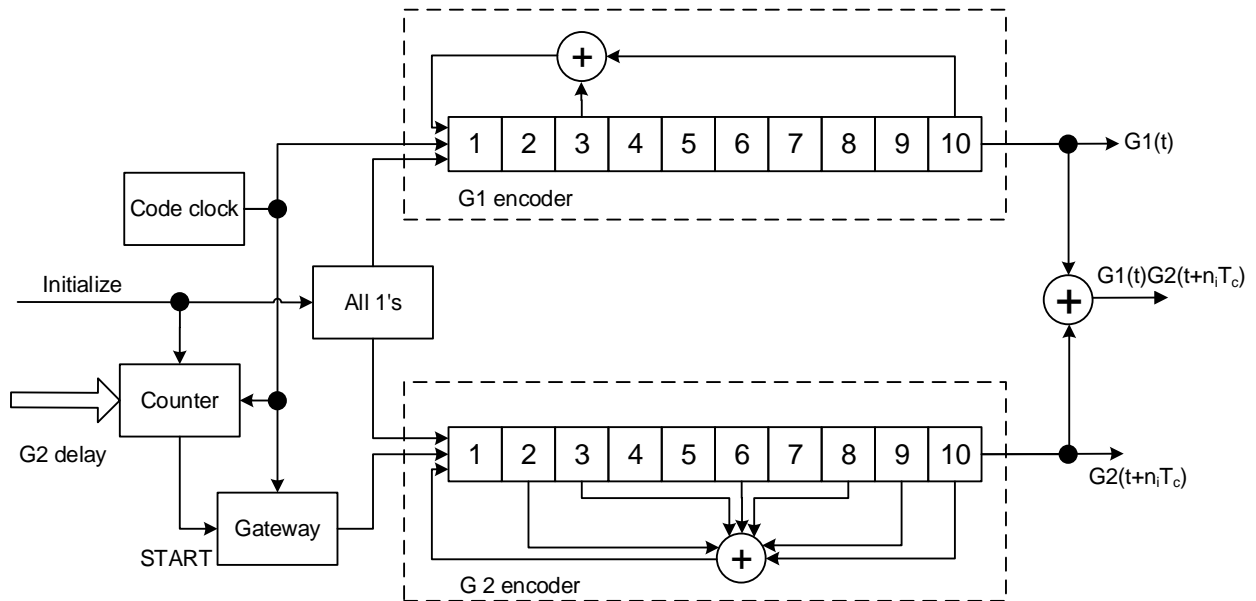 +
1 2 3 4 5 6 7 8 9 10
G1(t)
G1 encoder
Code clock
Initialize
All 1's
+
G1(t)G2(t+nᵢT_c)
Counter
G2 delay
1 2 3 4 5 6 7 8 9 10
G2(t+nᵢT_c)
Gateway
START
+
G 2 encoder